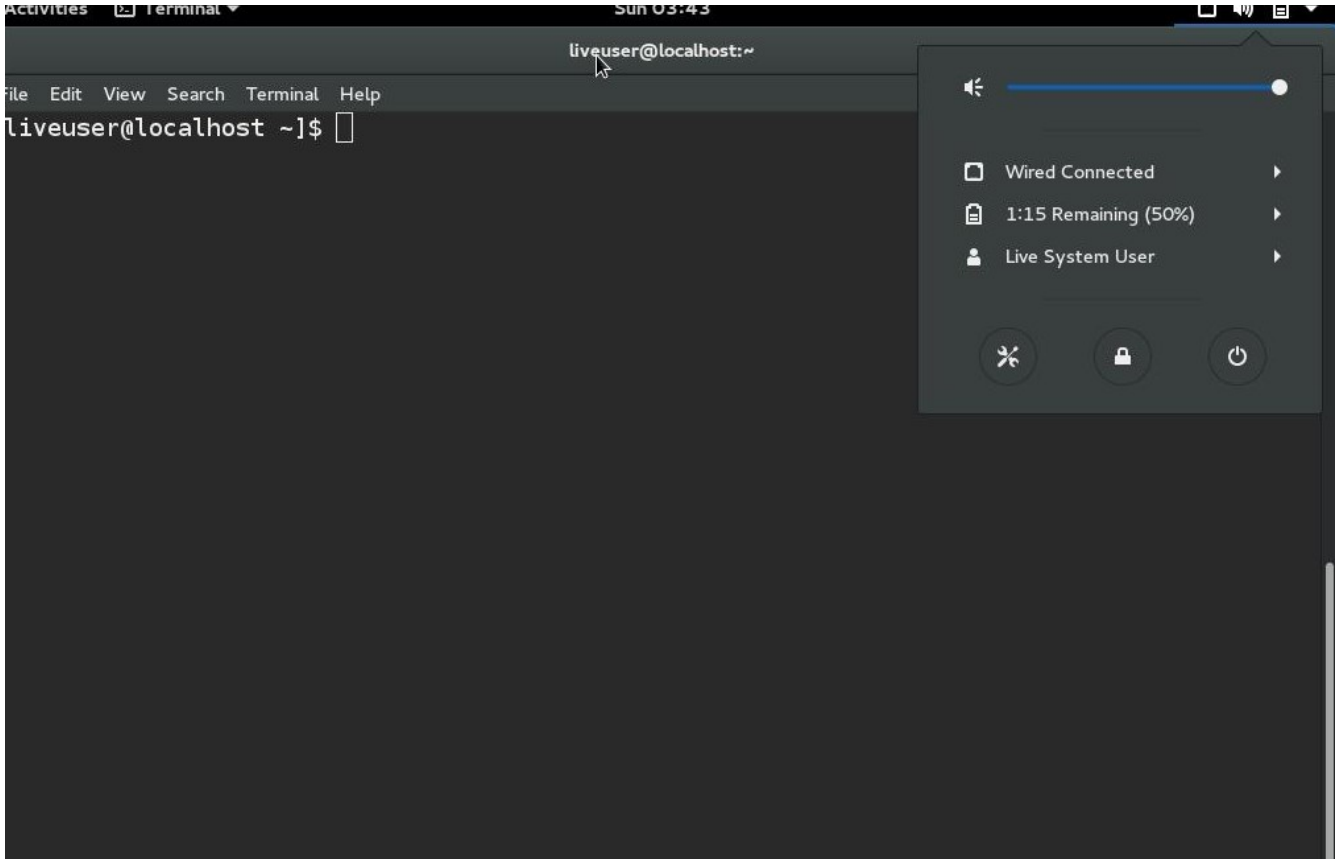 Activities Terminal Sun 03:43
liveuser@localhost:~
File Edit View Search Terminal Help
liveuser@localhost ~]$
Wired Connected
1:15 Remaining (50%)
Live System User